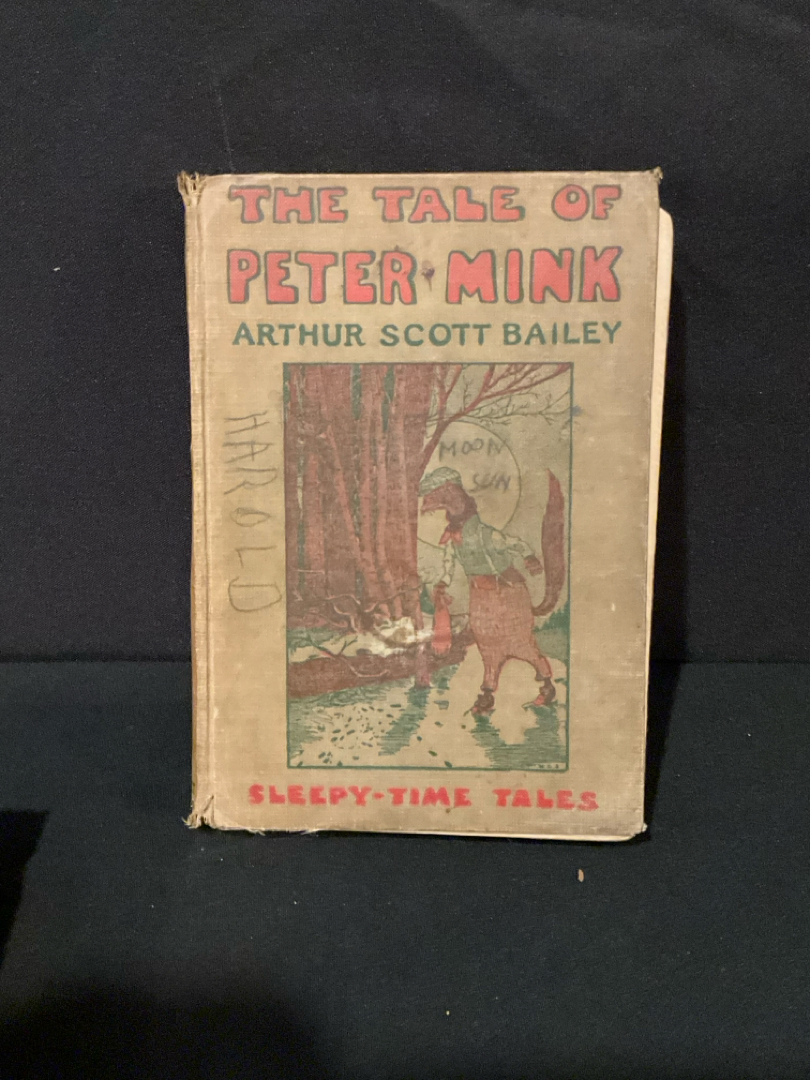 THE TALE OF
PETER MINK
ARTHUR SCOTT BAILEY
HAROLD
MOON
SUN
SLEEPY-TIME TALES